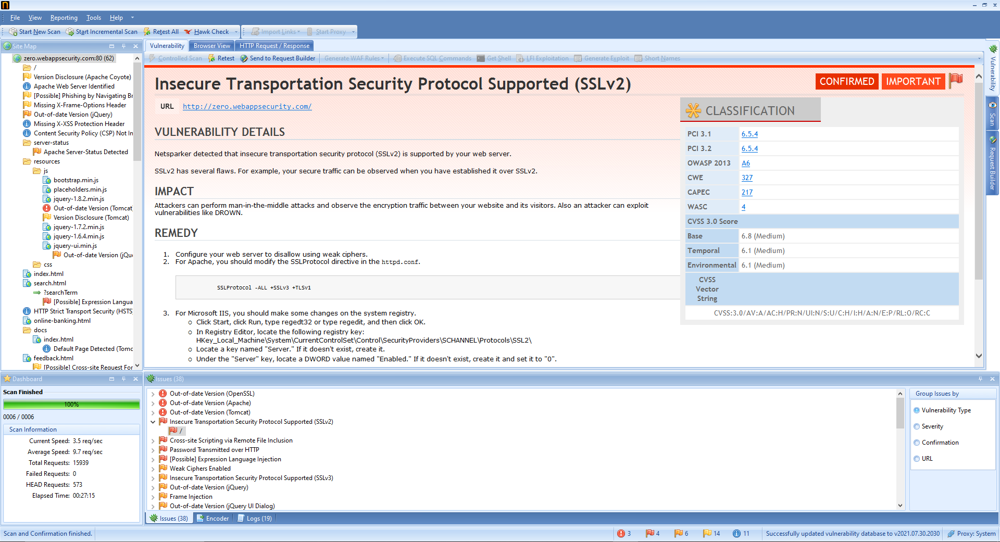 n
File View Reporting Tools Help
Start New Scan Start Incremental Scan Retest All Hawk Check Import Links Start Proxy
Site Map
zero.webappsecurity.com:80 (62)
/
Version Disclosure (Apache Coyote)
Apache Web Server Identified
[Possible] Phishing by Navigating Br
Missing X-Frame-Options Header
Out-of-date Version (jQuery)
Missing X-XSS Protection Header
Content Security Policy (CSP) Not In
server-status
Apache Server-Status Detected
resources
js
bootstrap.min.js
placeholders.min.js
jquery-1.8.2.min.js
Out-of-date Version (Tomcat
Version Disclosure (Tomcat)
jquery-1.7.2.min.js
jquery-1.6.4.min.js
jquery-ui.min.js
Out-of-date Version (jQue
css
index.html
search.html
?searchTerm
[Possible] Expression Langua
HTTP Strict Transport Security (HSTS
online-banking.html
docs
index.html
Default Page Detected (Tomc
feedback.html
[Possible] Cross-site Request For
Vulnerability Browser View HTTP Request / Response
Controlled Scan Retest Send to Request Builder Generate WAF Rules Execute SQL Commands Get Shell LFI Exploitation Generate Exploit Short Names
Insecure Transportation Security Protocol Supported (SSLv2)
CONFIRMED IMPORTANT
URL http://zero.webappsecurity.com/
VULNERABILITY DETAILS
Netsparker detected that insecure transportation security protocol (SSLv2) is supported by your web server.
SSLv2 has several flaws. For example, your secure traffic can be observed when you have established it over SSLv2.
IMPACT
Attackers can perform man-in-the-middle attacks and observe the encryption traffic between your website and its visitors. Also an attacker can exploit
vulnerabilities like DROWN.
REMEDY
1. Configure your web server to disallow using weak ciphers.
2. For Apache, you should modify the SSLProtocol directive in the httpd.conf.
SSLProtocol -ALL +SSLv3 +TLSv1
3. For Microsoft IIS, you should make some changes on the system registry.
Click Start, click Run, type regedt32 or type regedit, and then click OK.
In Registry Editor, locate the following registry key:
HKey_Local_Machine\System\CurrentControlSet\Control\SecurityProviders\SCHANNEL\Protocols\SSL2\
Locate a key named "Server." If it doesn't exist, create it.
Under the "Server" key, locate a DWORD value named "Enabled." If it doesn't exist, create it and set it to "0".
CLASSIFICATION
PCI 3.1 6.5.4
PCI 3.2 6.5.4
OWASP 2013 A6
CWE 327
CAPEC 217
WASC 4
CVSS 3.0 Score
Base 6.8 (Medium)
Temporal 6.1 (Medium)
Environmental 6.1 (Medium)
CVSS
Vector
String
CVSS:3.0/AV:A/AC:H/PR:N/UI:N/S:U/C:H/I:H/A:N/E:P/RL:O/RC:C
Vulnerability
Scan
Request Builder
Dashboard
Scan Finished
100%
0006 / 0006
Scan Information
Current Speed: 3.5 req/sec
Average Speed: 9.7 req/sec
Total Requests: 15939
Failed Requests: 0
HEAD Requests: 573
Elapsed Time: 00:27:15
Issues (38)
Out-of-date Version (OpenSSL)
Out-of-date Version (Apache)
Out-of-date Version (Tomcat)
Insecure Transportation Security Protocol Supported (SSLv2)
/
Cross-site Scripting via Remote File Inclusion
Password Transmitted over HTTP
[Possible] Expression Language Injection
Weak Ciphers Enabled
Insecure Transportation Security Protocol Supported (SSLv3)
Out-of-date Version (jQuery)
Frame Injection
Out-of-date Version (jQuery UI Dialog)
Group Issues by
Vulnerability Type
Severity
Confirmation
URL
Issues (38) Encoder Logs (19)
Scan and Confirmation finished.
3 4 6 14 11 Successfully updated vulnerability database to v2021.07.30.2030 Proxy: System